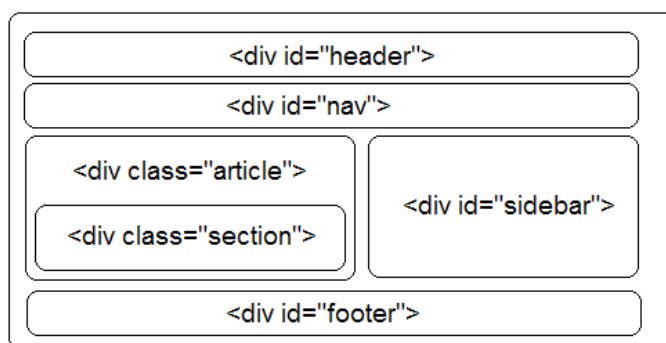 <div id="header">
<div id="nav">
<div class="article">
<div class="section">
<div id="sidebar">
<div id="footer">